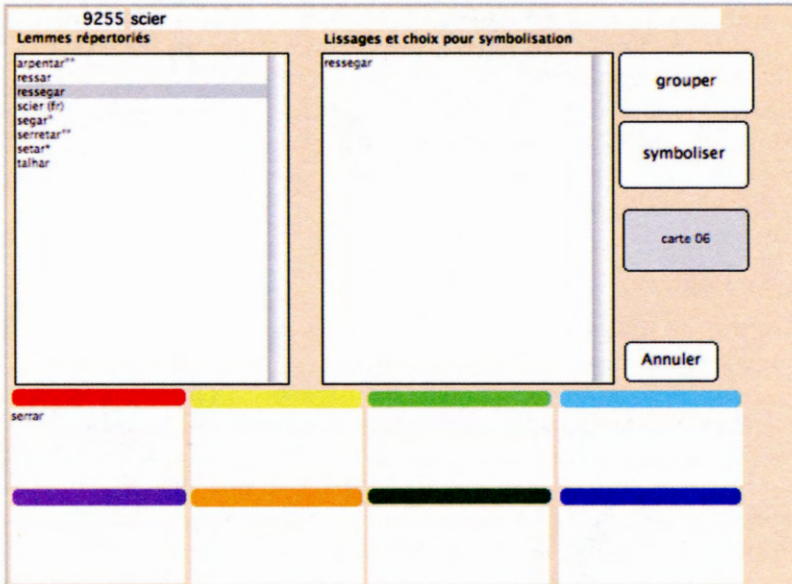 9255 scier
Lemmes répertoriés
Lissages et choix pour symbolisation
arpentar**
ressar
ressegar
scier (fr)
segar*
serretar**
setar*
talhar
ressegar
grouper
symboliser
carte 06
Annuler
serrar